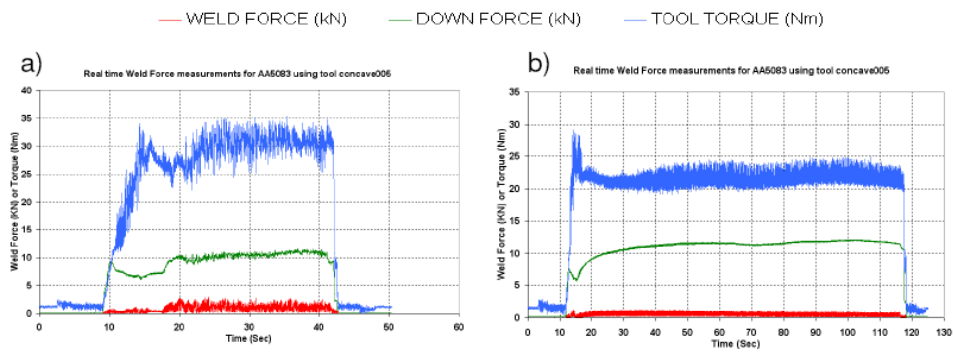 WELD FORCE (kN) DOWN FORCE (kN) TOOL TORQUE (Nm)
a)
Real time Weld Force measurements for AA5083 using tool concave005
Weld Force (KN) or Torque (Nm)
40
35
30
25
20
15
10
5
0
0 10 20 30 40 50 60
Time (Sec)
b)
Real time Weld Force measurements for AA5083 using tool concave005
Weld Force (KN) or Torque (Nm)
35
30
25
20
15
10
5
0
0 10 20 30 40 50 60 70 80 90 100 110 120 130
Time (Sec)